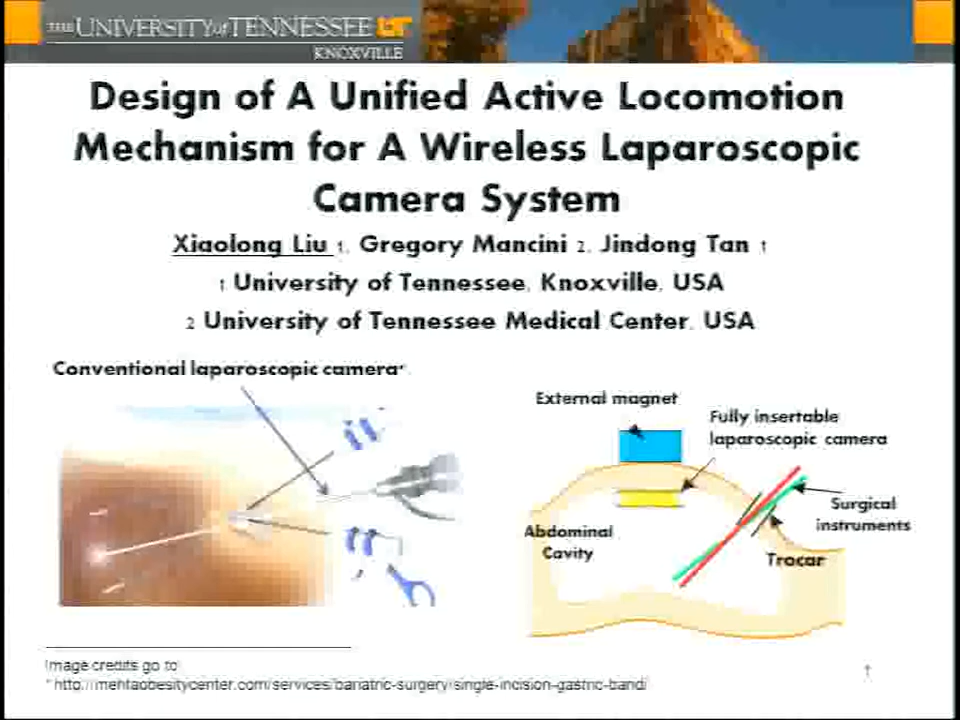 THE UNIVERSITY of TENNESSEE UT
KNOXVILLE
Design of A Unified Active Locomotion
Mechanism for A Wireless Laparoscopic
Camera System
Xiaolong Liu 1, Gregory Mancini 2, Jindong Tan 1
1 University of Tennessee, Knoxville, USA
2 University of Tennessee Medical Center, USA
Conventional laparoscopic camera*
External magnet
Fully insertable
laparoscopic camera
Surgical
instruments
Abdominal
Cavity
Trocar
Image credits go to
* http://mehtaobesitycenter.com/services/bariatric-surgery/single-incision-gastric-band/
1